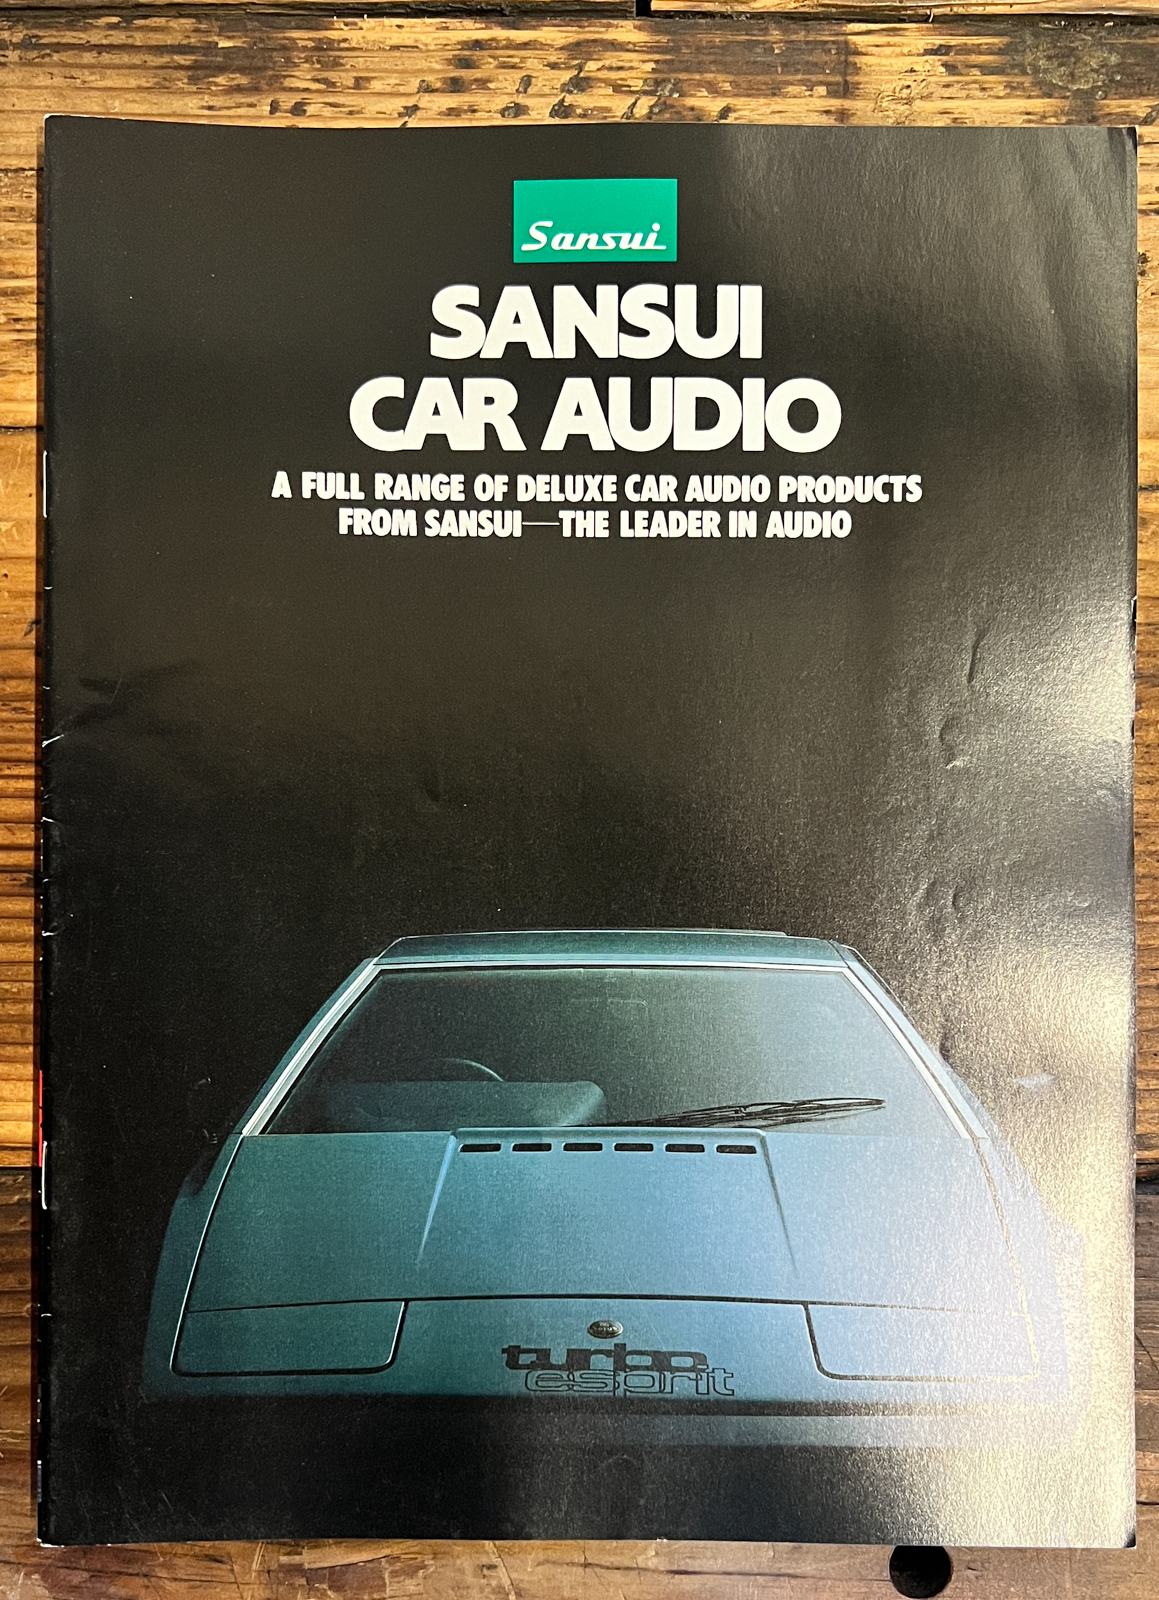 Sansui
SANSUI
CAR AUDIO
A FULL RANGE OF DELUXE CAR AUDIO PRODUCTS
FROM SANSUI—THE LEADER IN AUDIO
turbo
esprit